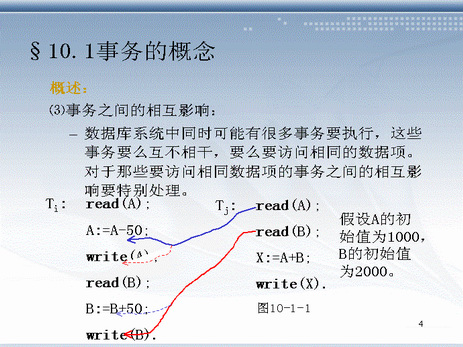 §10.1事务的概念
概述：
⑶事务之间的相互影响：
– 数据库系统中同时可能有很多事务要执行，这些
事务要么互不相干，要么要访问相同的数据项。
对于那些要访问相同数据项的事务之间的相互影
响要特别处理。
Ti: read(A);
A:=A-50;
write(A).
read(B);
B:=B+50;
write(B).
Tj: read(A);
read(B);
X:=A+B;
write(X).
图10-1-1
假设A的初
始值为1000，
B的初始值
为2000。
4